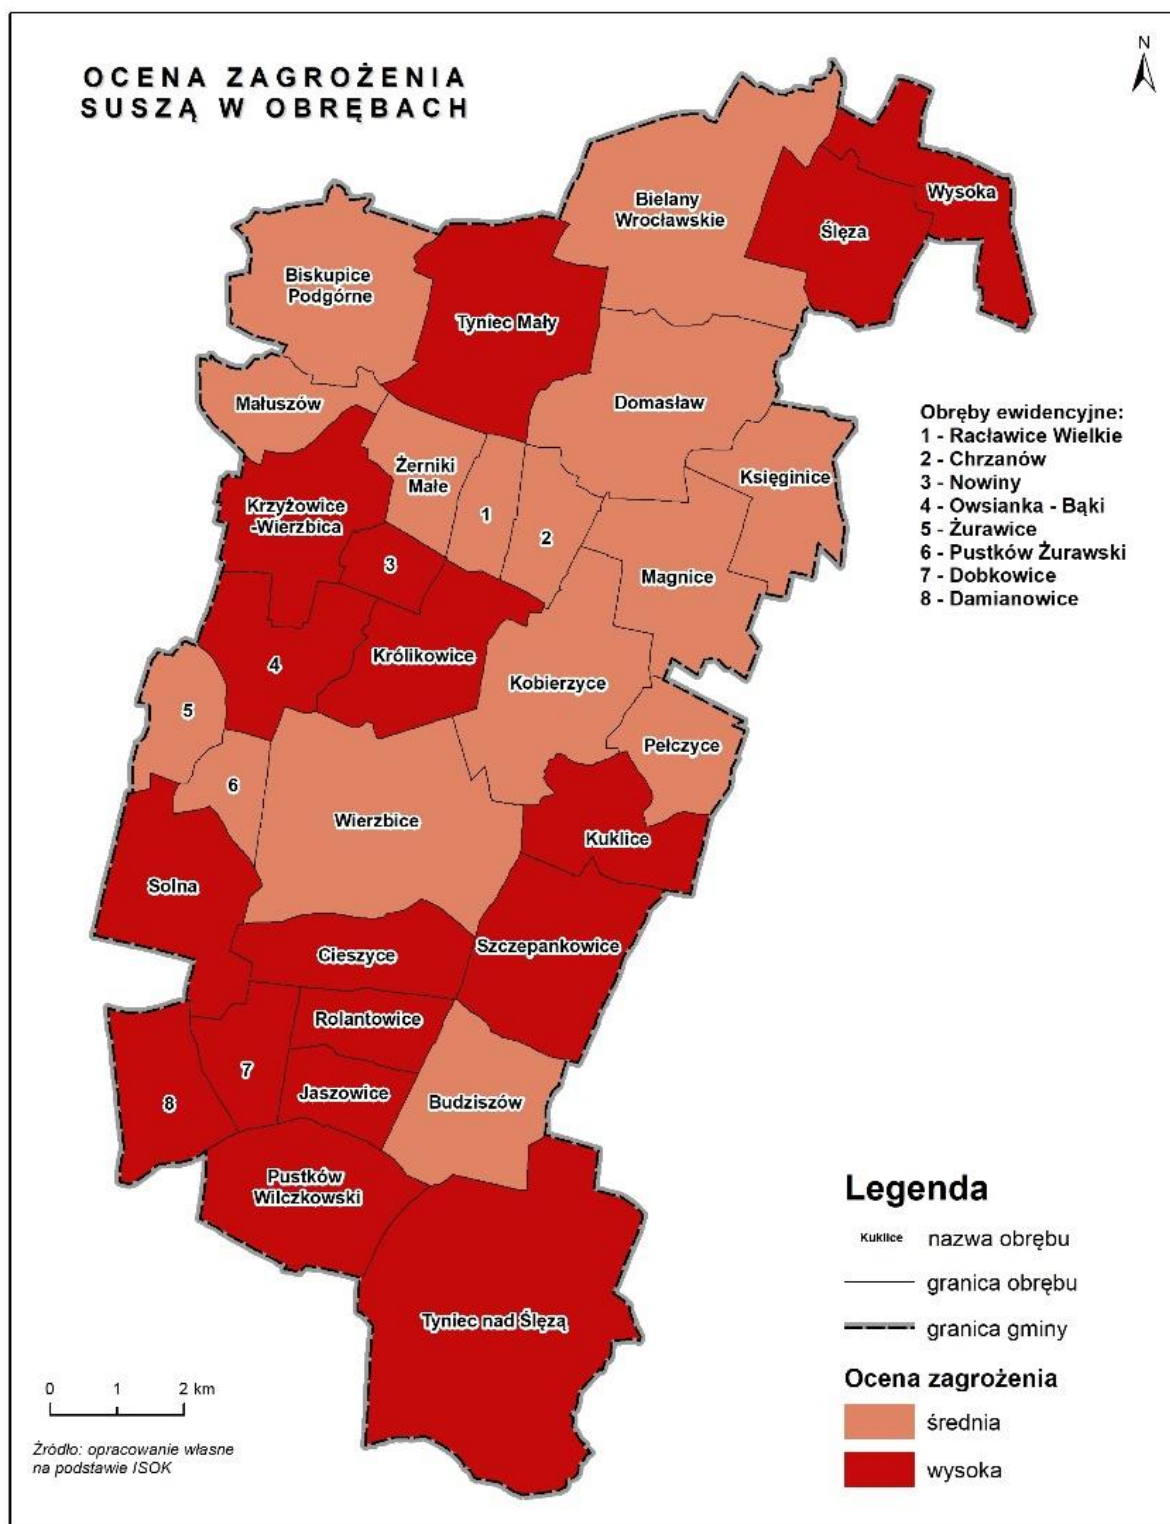 OCENA ZAGROŻENIA
SUSZĄ W OBRĘBACH
N
Wysoka
Bielany
Wrocławskie
Ślęza
Biskupice
Podgórne
Tyniec Mały
Małuszów
Domasław
Obręby ewidencyjne:
1 - Racławice Wielkie
2 - Chrzanów
3 - Nowiny
4 - Owsianka - Bąki
5 - Żurawice
6 - Pustków Żurawski
7 - Dobkowice
8 - Damianowice
Żerniki
Małe
Księginice
Krzyżowice
-Wierzbica
1
2
3
Magnice
Królikowice
4
Kobierzyce
5
Pełczyce
6
Wierzbice
Kuklice
Solna
Szczepankowice
Cieszyce
Rolantowice
7
Jaszowice
8
Budziszów
Pustków
Wilczkowski
Tyniec nad Ślęzą
Legenda
Kuklice nazwa obrębu
granica obrębu
granica gminy
Ocena zagrożenia
średnia
wysoka
0 1 2 km
Źródło: opracowanie własne
na podstawie ISOK